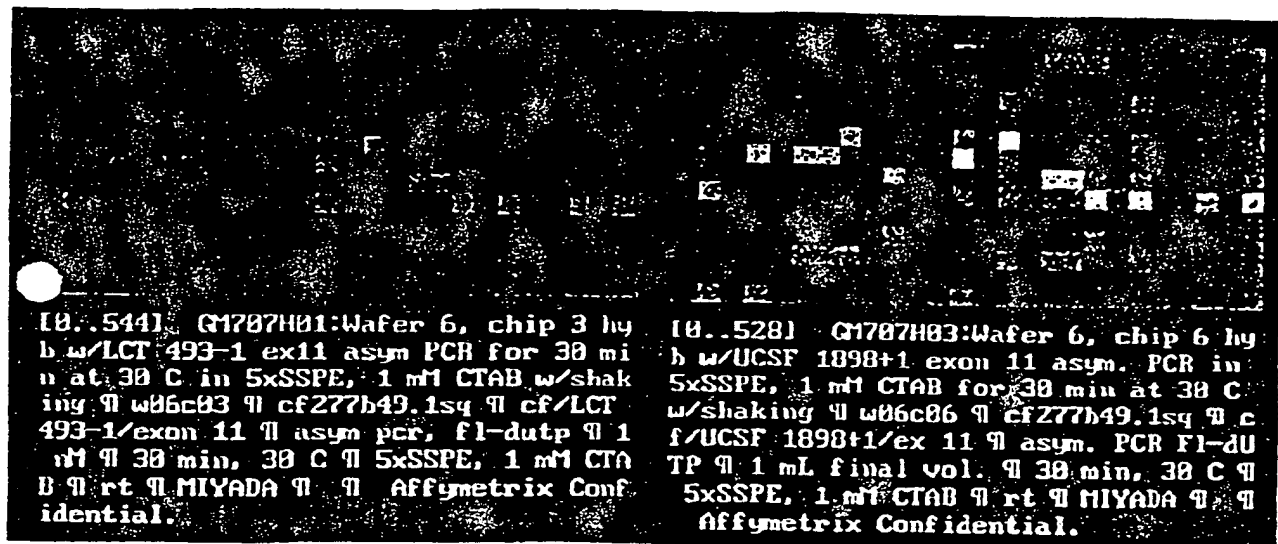 [0..544] GM707H01:Wafer 6, chip 3 hy
b w/LCT 493-1 ex11 asym PCR for 30 mi
n at 30 C in 5xSSPE, 1 mM CTAB w/shak
ing ¶ w06c03 ¶ cf277b49.1sq ¶ cf/LCT
493-1/exon 11 ¶ asym pcr, fl-dutp ¶ 1
nM ¶ 30 min, 30 C ¶ 5xSSPE, 1 mM CTA
B ¶ rt ¶ MIYADA ¶ ¶ Affymetrix Conf
idential.
[0..528] GM707H03:Wafer 6, chip 6 hy
b w/UCSF 1898+1 exon 11 asym. PCR in
5xSSPE, 1 mM CTAB for 30 min at 30 C
w/shaking ¶ w06c06 ¶ cf277b49.1sq ¶ c
f/UCSF 1898+1/ex 11 ¶ asym. PCR Fl-dU
TP ¶ 1 mL final vol. ¶ 30 min, 30 C ¶
5xSSPE, 1 mM CTAB ¶ rt ¶ MIYADA ¶ ¶
Affymetrix Confidential.